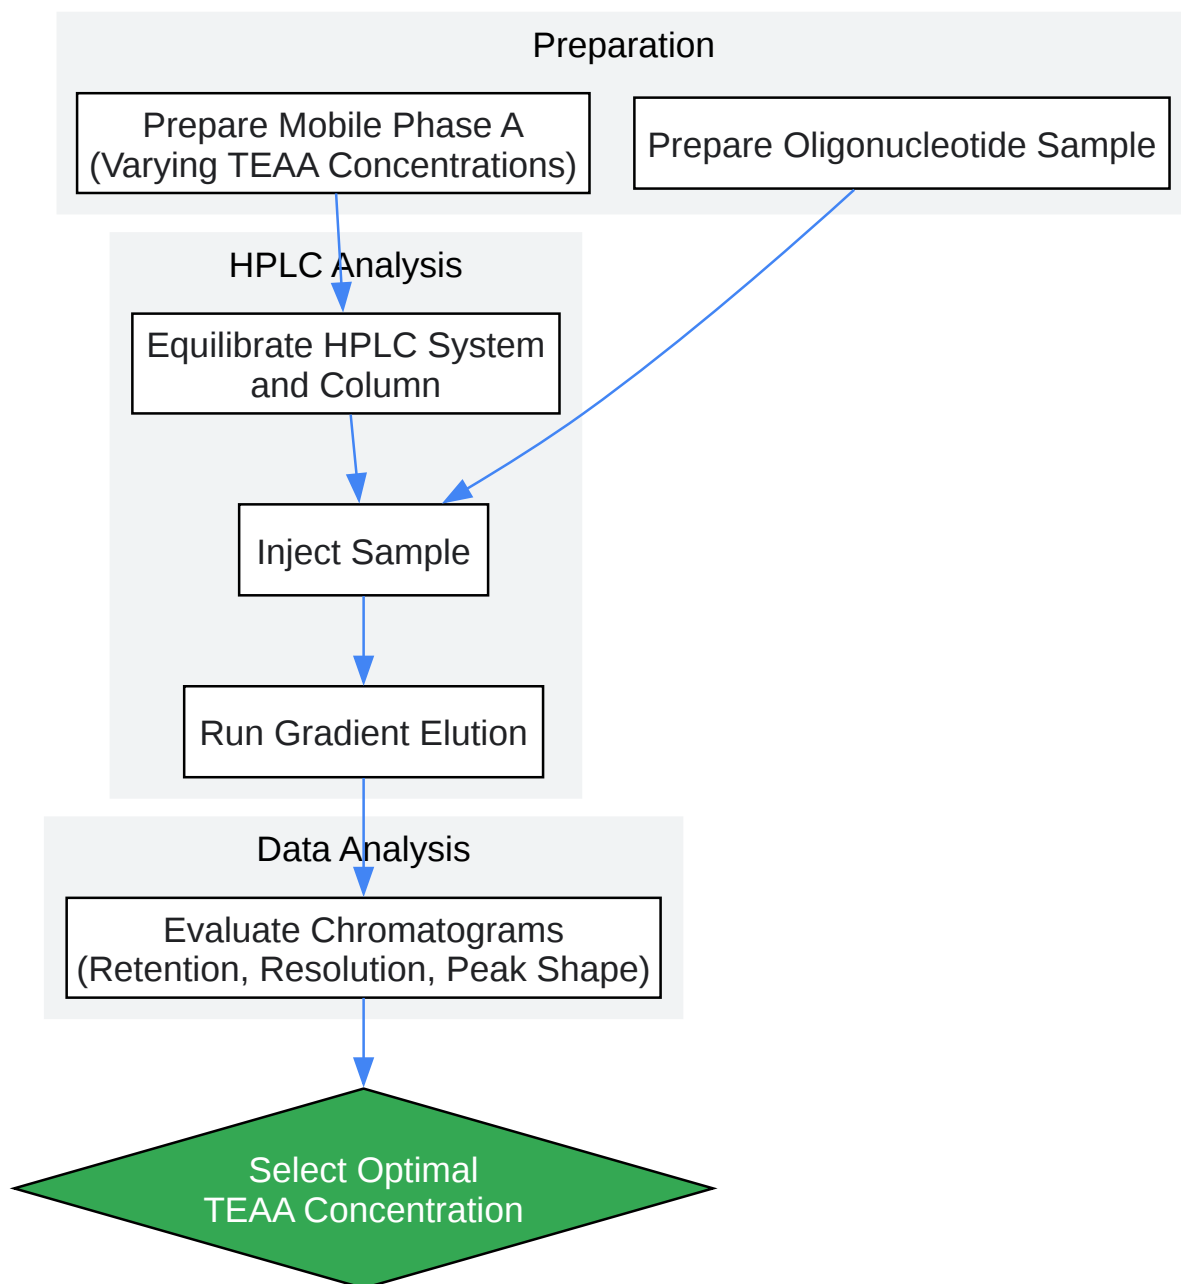 Preparation
Prepare Mobile Phase A
(Varying TEAA Concentrations)
Prepare Oligonucleotide Sample
HPLC Analysis
Equilibrate HPLC System
and Column
Inject Sample
Run Gradient Elution
Data Analysis
Evaluate Chromatograms
(Retention, Resolution, Peak Shape)
Select Optimal
TEAA Concentration